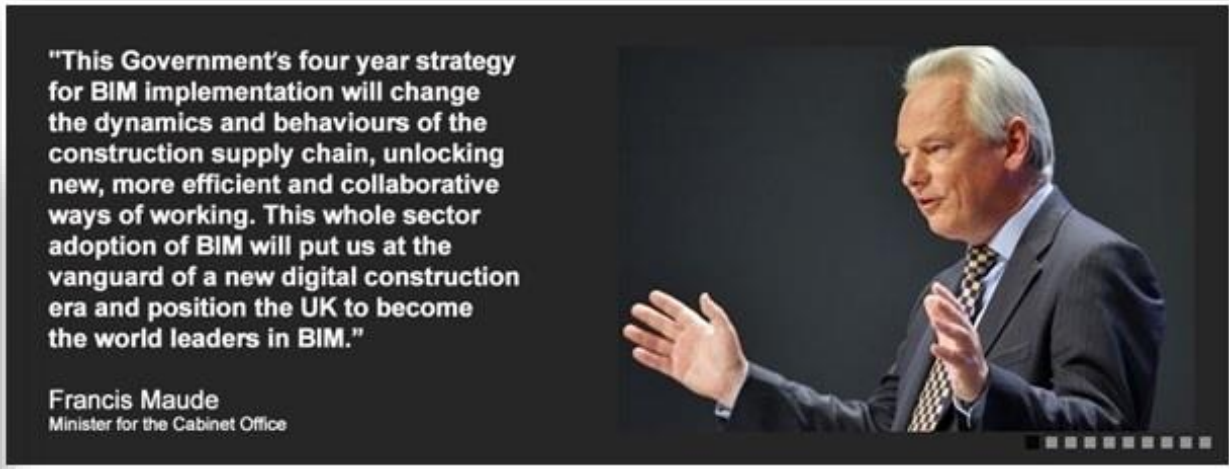 "This Government's four year strategy
for BIM implementation will change
the dynamics and behaviours of the
construction supply chain, unlocking
new, more efficient and collaborative
ways of working. This whole sector
adoption of BIM will put us at the
vanguard of a new digital construction
era and position the UK to become
the world leaders in BIM.”
Francis Maude
Minister for the Cabinet Office